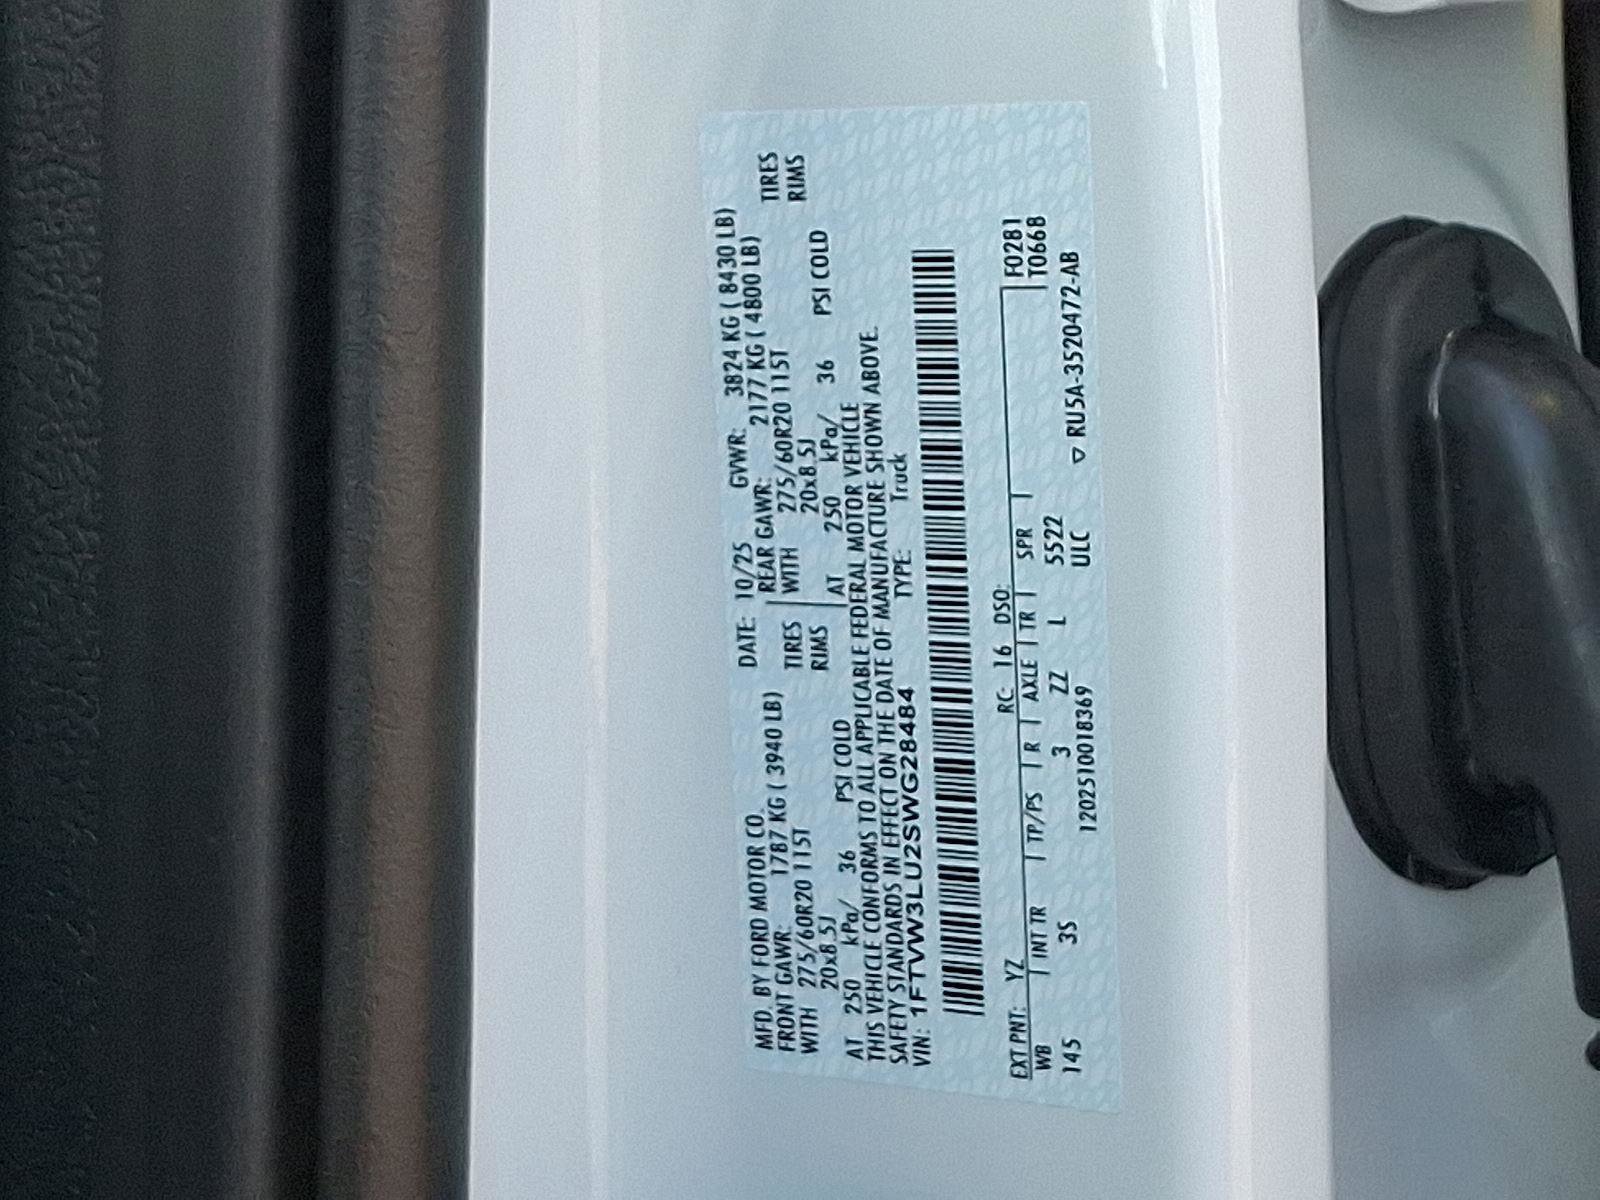 MFD. BY FORD MOTOR CO. DATE: 10/25 GVWR: 3824 KG ( 8430 LB)
FRONT GAWR: 1787 KG ( 3940 LB) REAR GAWR: 2177 KG ( 4800 LB)
WITH 275/60R20 115T TIRES WITH 275/60R20 115T TIRES
20x8.5J RIMS 20x8.5J RIMS
AT 250 kPa/ 36 PSI COLD AT 250 kPa/ 36 PSI COLD
THIS VEHICLE CONFORMS TO ALL APPLICABLE FEDERAL MOTOR VEHICLE
SAFETY STANDARDS IN EFFECT ON THE DATE OF MANUFACTURE SHOWN ABOVE.
VIN: 1FTVW3LU2SWG28484 TYPE: Truck
EXT PNT: YZ RC: 16 DSO: F0281
WB | INT TR | TP/PS | R | AXLE | TR | SPR | T0668
145 3S 3 ZZ L 5522
120251001 8369 ULC ▽ RU5A-3520472-AB